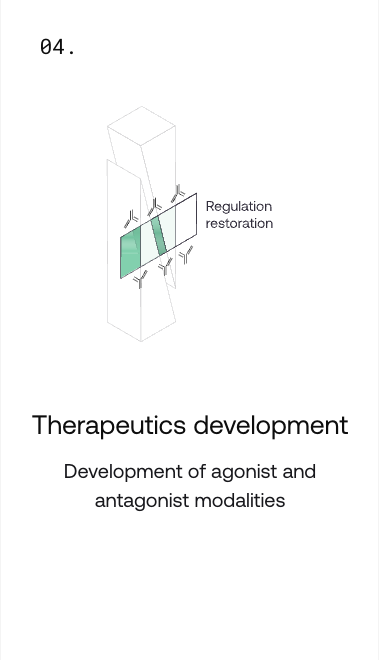 04.
Regulation
restoration
Therapeutics development
Development of agonist and
antagonist modalities